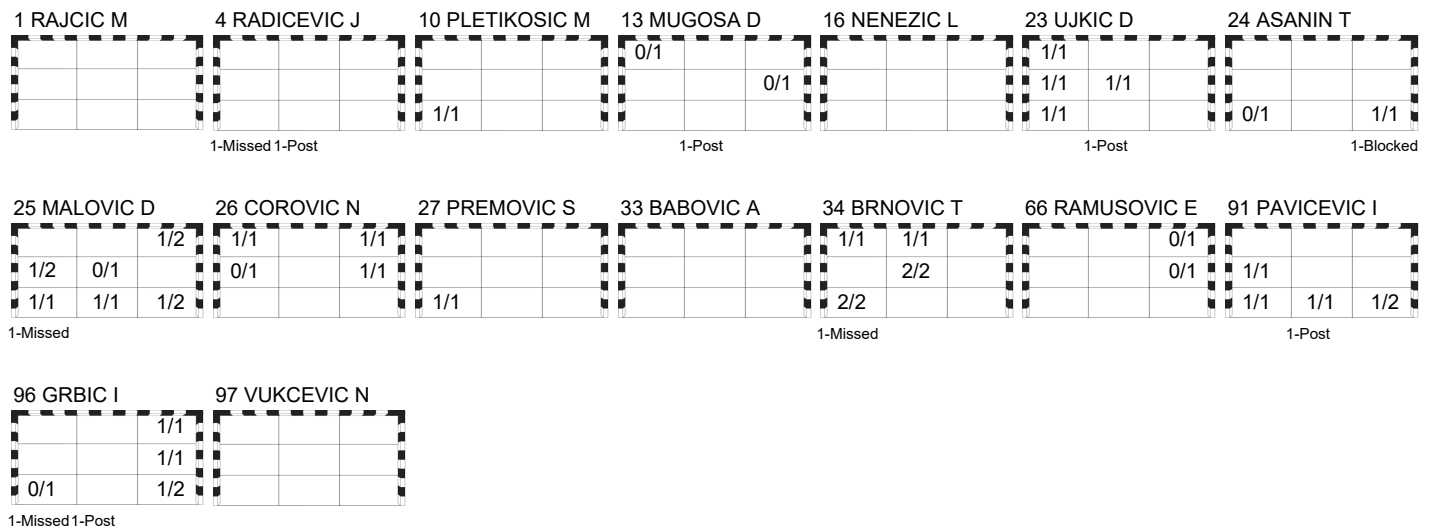 1 RAJCIC M 4 RADICEVIC J 10 PLETIKOSIC M 13 MUGOSA D 16 NENEZIC L 23 UJKIC D 24 ASANIN T
0/1 1/1
0/1 1/1 1/1
1/1 1/1 0/1 1/1
1-Missed 1-Post 1-Post 1-Post 1-Blocked
25 MALOVIC D 26 COROVIC N 27 PREMOVIC S 33 BABOVIC A 34 BRNOVIC T 66 RAMUSOVIC E 91 PAVICEVIC I
1/2 1/1 1/1 1/1 1/1 0/1
1/2 0/1 0/1 1/1 2/2 0/1 1/1
1/1 1/1 1/2 1/1 2/2 1/1 1/1 1/2
1-Missed 1-Missed 1-Post
96 GRBIC I 97 VUKCEVIC N
1/1
1/1
0/1 1/2
1-Missed 1-Post